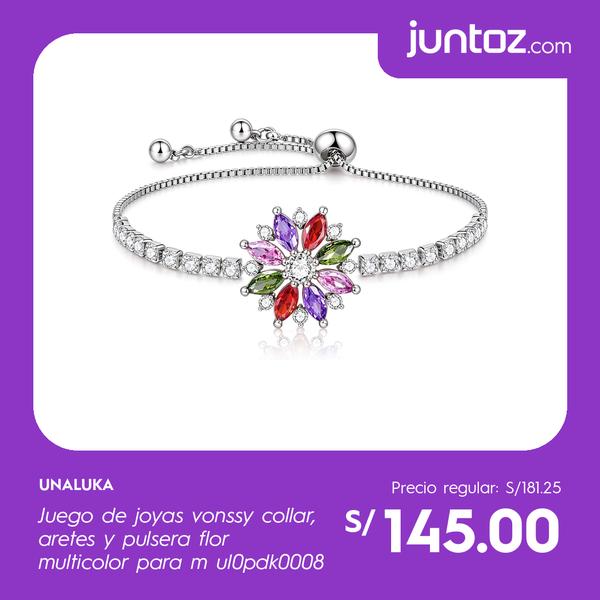 juntoz.com
UNALUKA
Juego de joyas vonssy collar,
aretes y pulsera flor
multicolor para m ul0pdk0008
Precio regular: S/181.25
S/145.00